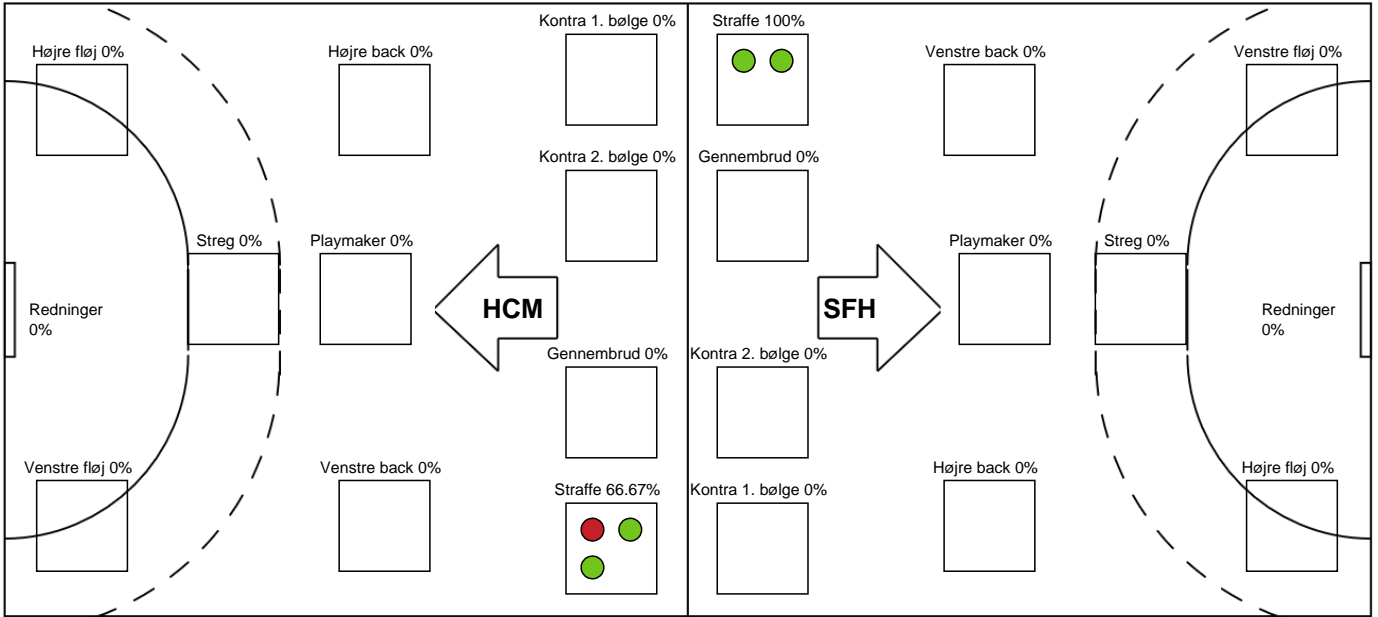 Kontra 1. bølge 0%
Straffe 100%
Højre fløj 0%
Højre back 0%
Venstre back 0%
Venstre fløj 0%
Kontra 2. bølge 0%
Gennembrud 0%
Streg 0%
Playmaker 0%
Playmaker 0%
Streg 0%
Redninger
0%
HCM
SFH
Redninger
0%
Gennembrud 0%
Kontra 2. bølge 0%
Venstre fløj 0%
Venstre back 0%
Højre back 0%
Højre fløj 0%
Straffe 66.67%
Kontra 1. bølge 0%